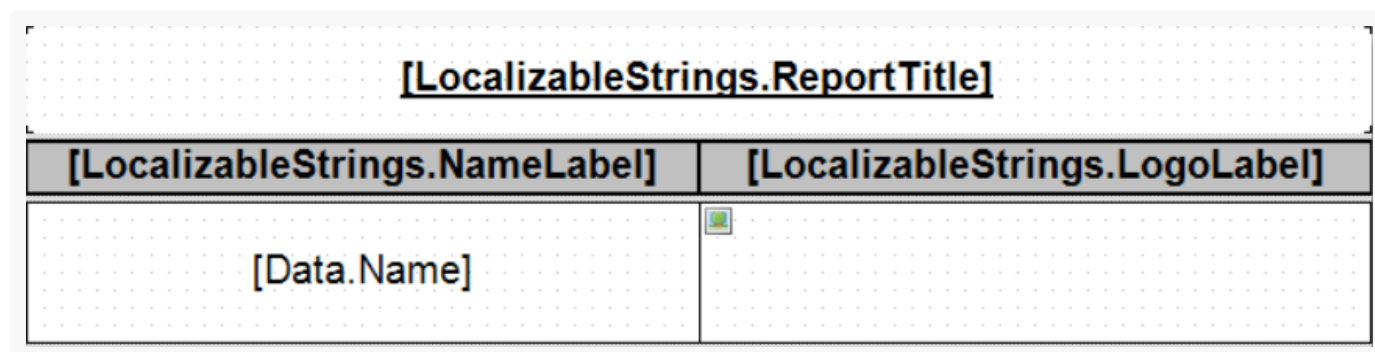 [LocalizableStrings.ReportTitle]
[LocalizableStrings.NameLabel] [LocalizableStrings.LogoLabel]
[Data.Name]